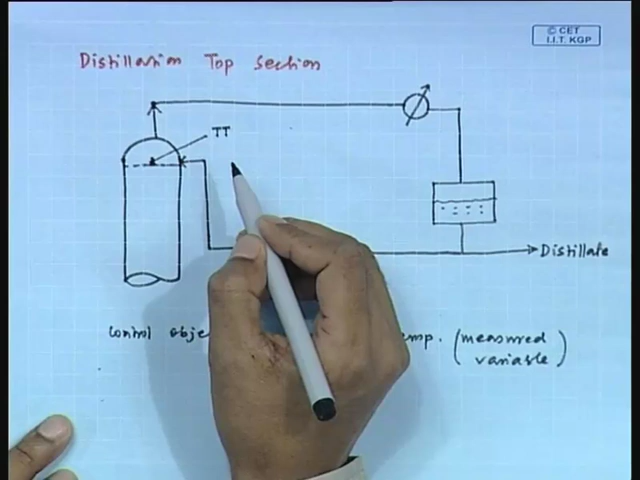 © CET
I.I.T. KGP
Distillation Top Section
TT
Distillate
Control obje
emp. (measured
variable)